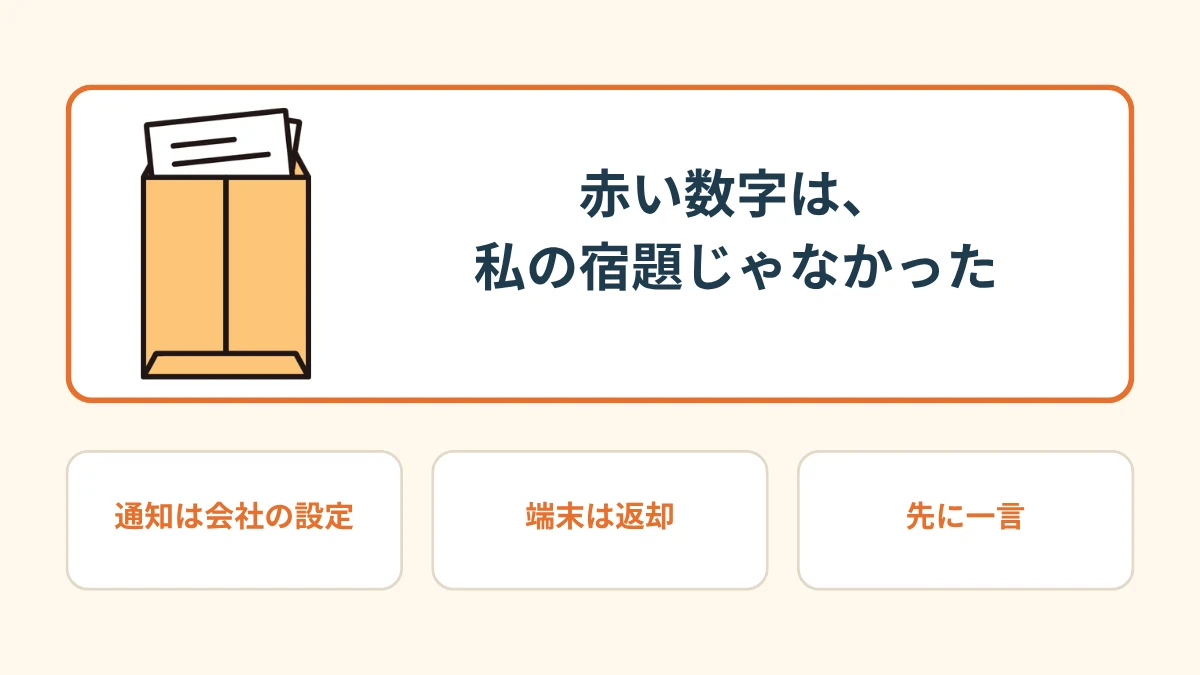 赤い数字は、
私の宿題じゃなかった
通知は会社の設定
端末は返却
先に一言